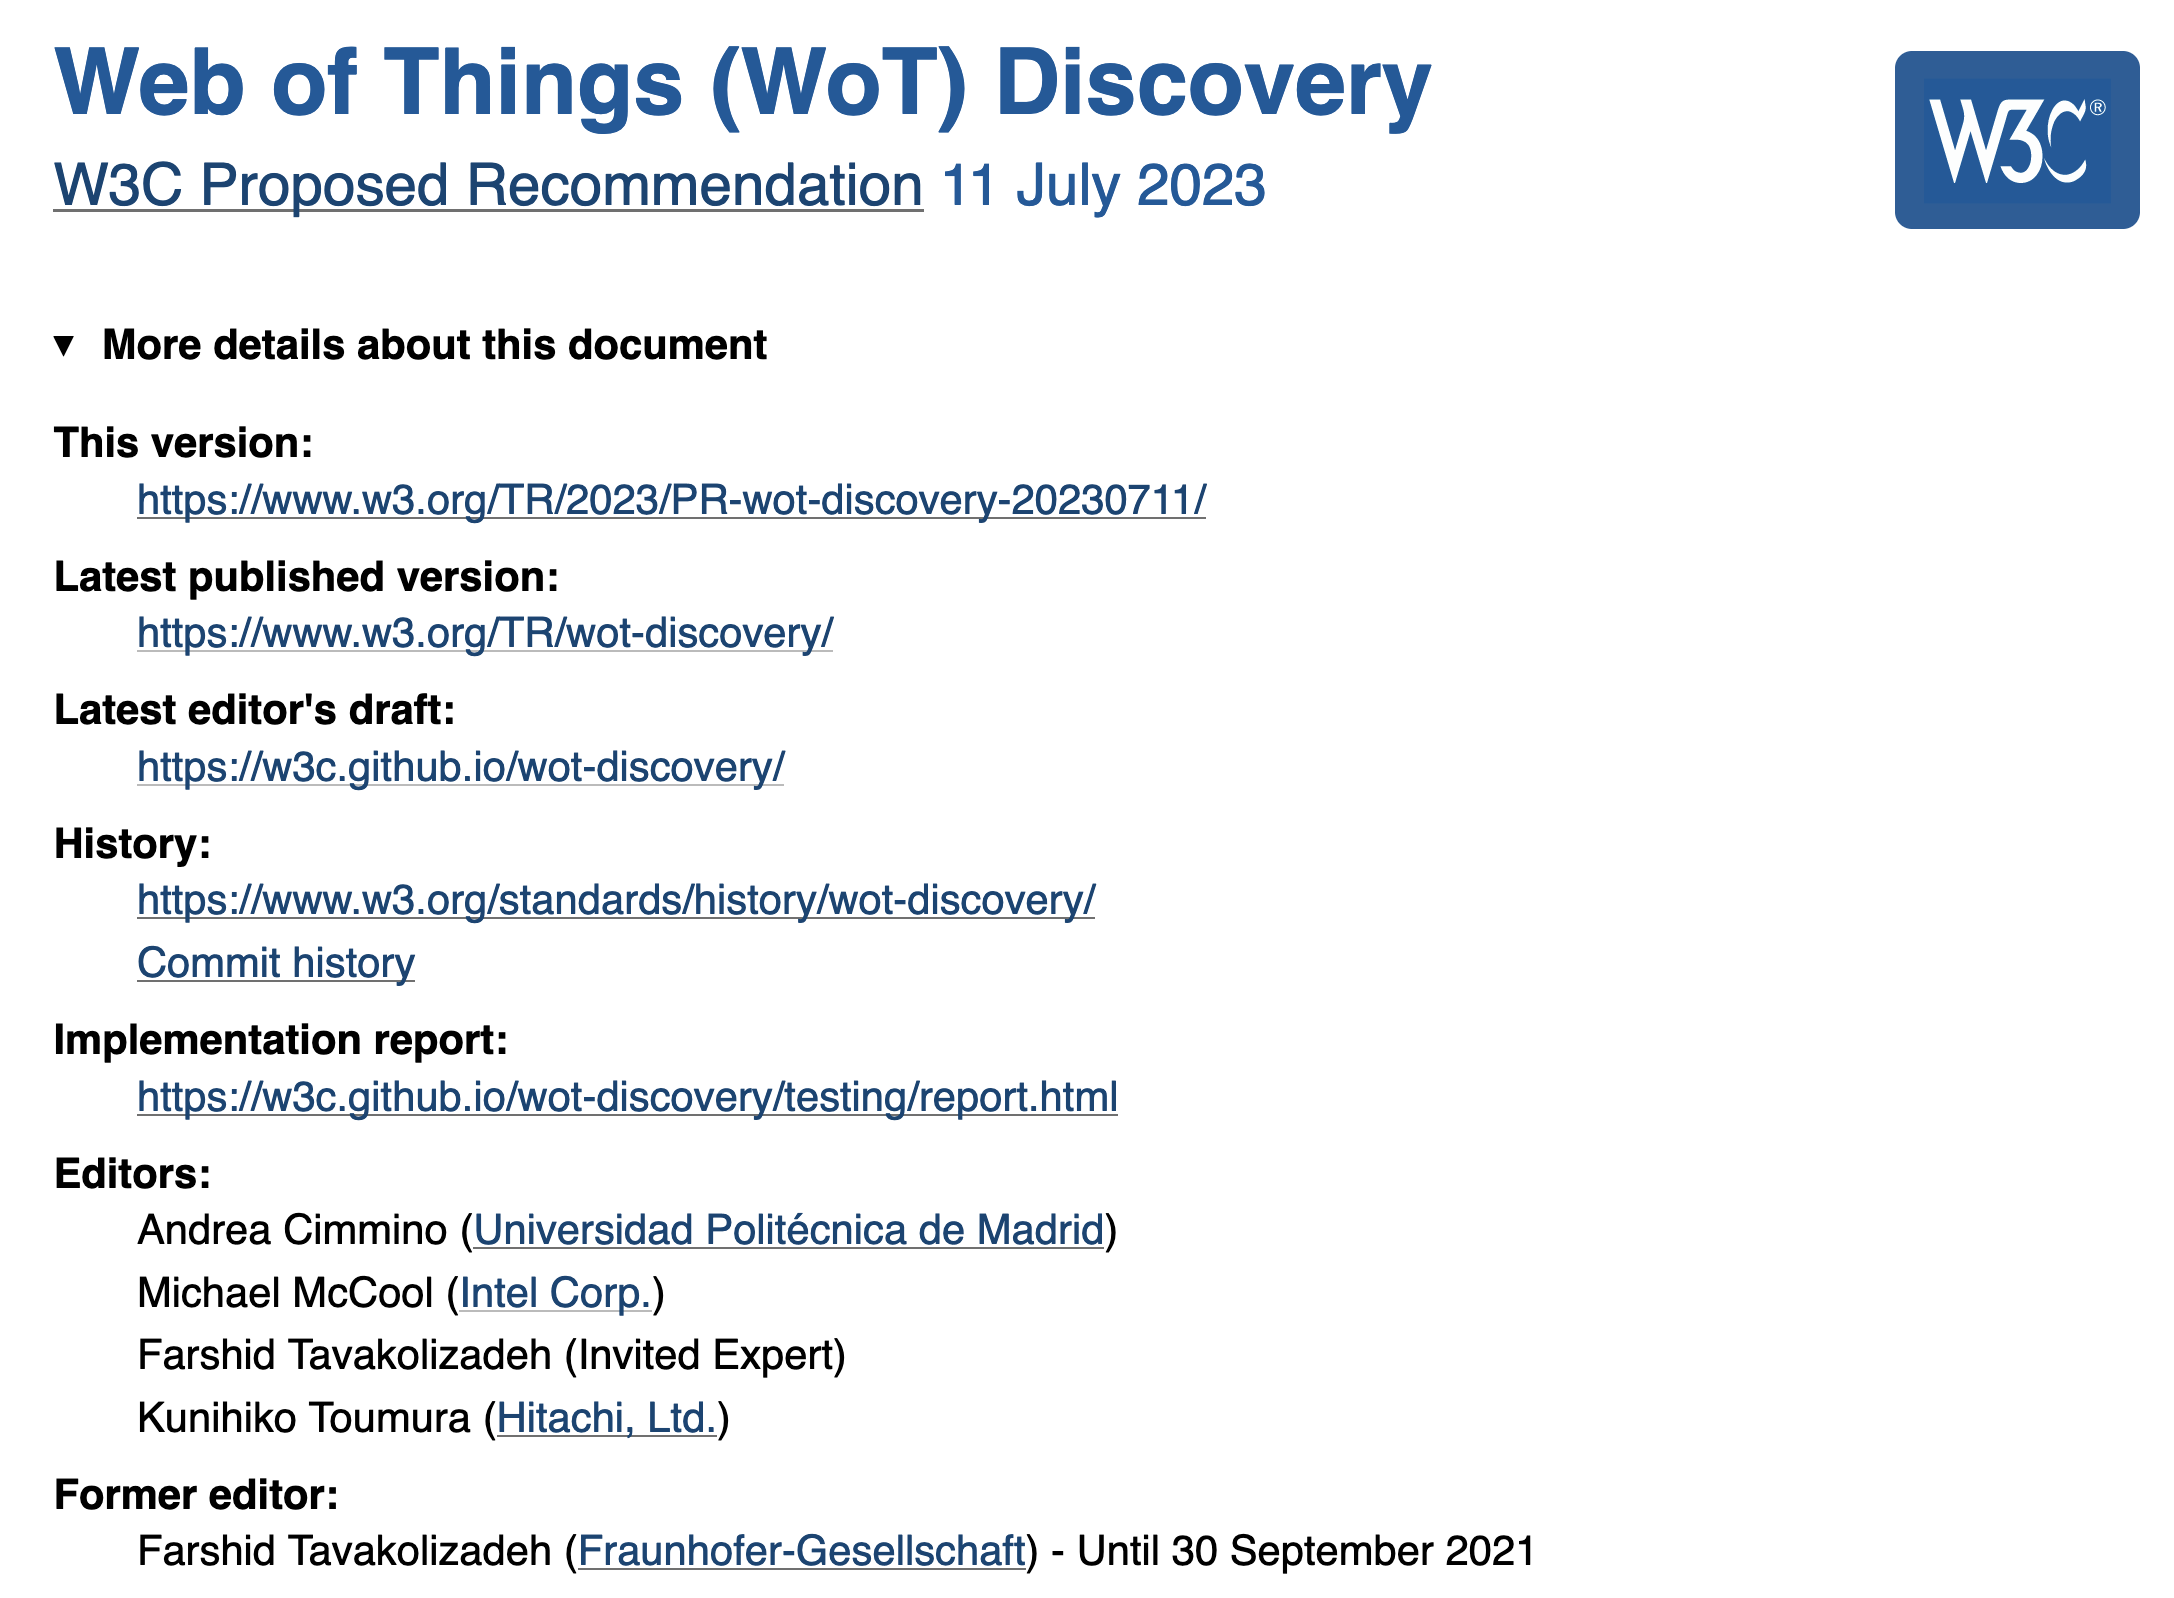 Web of Things (WoT) Discovery
W3C®
W3C Proposed Recommendation 11 July 2023
▼ More details about this document
This version:
https://www.w3.org/TR/2023/PR-wot-discovery-20230711/
Latest published version:
https://www.w3.org/TR/wot-discovery/
Latest editor's draft:
https://w3c.github.io/wot-discovery/
History:
https://www.w3.org/standards/history/wot-discovery/
Commit history
Implementation report:
https://w3c.github.io/wot-discovery/testing/report.html
Editors:
Andrea Cimmino (Universidad Politécnica de Madrid)
Michael McCool (Intel Corp.)
Farshid Tavakolizadeh (Invited Expert)
Kunihiko Toumura (Hitachi, Ltd.)
Former editor:
Farshid Tavakolizadeh (Fraunhofer-Gesellschaft) - Until 30 September 2021